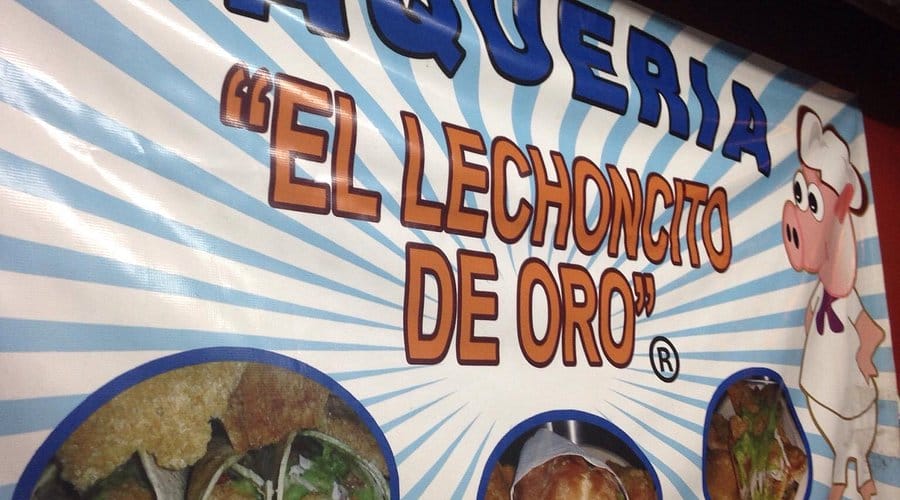 AQUERIA
"EL LECHONCITO
DE ORO"®